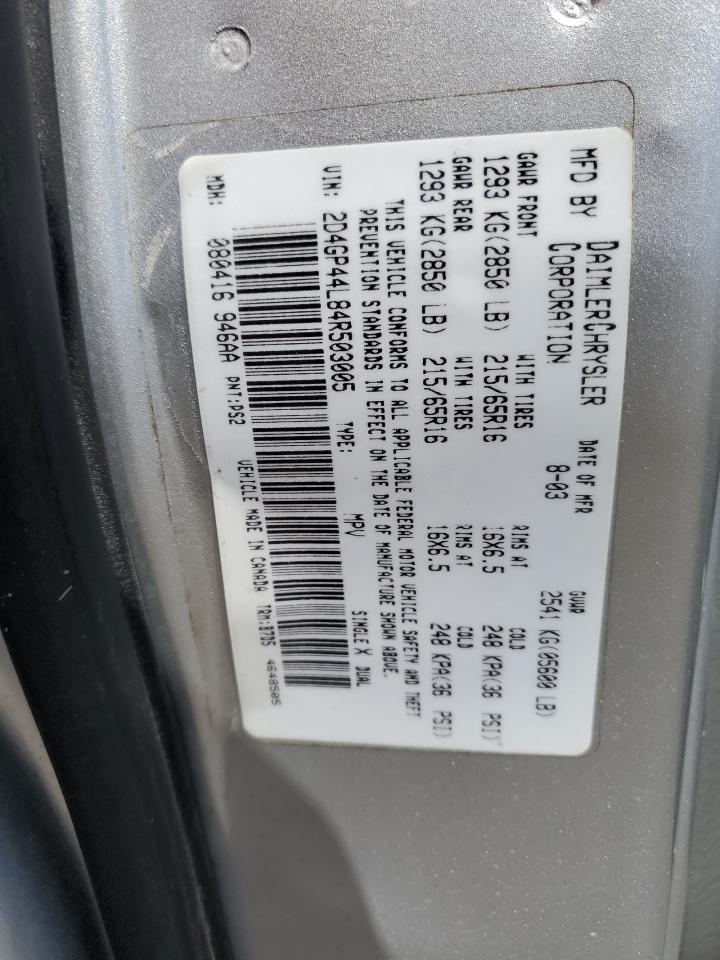 MFD BY DAIMLERCHRYSLER CORPORATION DATE OF MFR 8-03 GVWR 2541 KG(05600 LB)
GAWR FRONT WITH TIRES RIMS AT COLD
1293 KG(2850 LB) 215/65R16 16X6.5 248 KPA(36 PSI)
GAWR REAR WITH TIRES RIMS AT COLD
1293 KG(2850 LB) 215/65R16 16X6.5 248 KPA(36 PSI)
THIS VEHICLE CONFORMS TO ALL APPLICABLE FEDERAL MOTOR VEHICLE SAFETY AND THEFT
PREVENTION STANDARDS IN EFFECT ON THE DATE OF MANUFACTURE SHOWN ABOVE.
VIN: 2D4GP44L84R503005 TYPE: MPV SINGLE X DUAL
MDH: 080416 946AA PNT:PS2 VEHICLE MADE IN CANADA TRM:B7D5 4648505